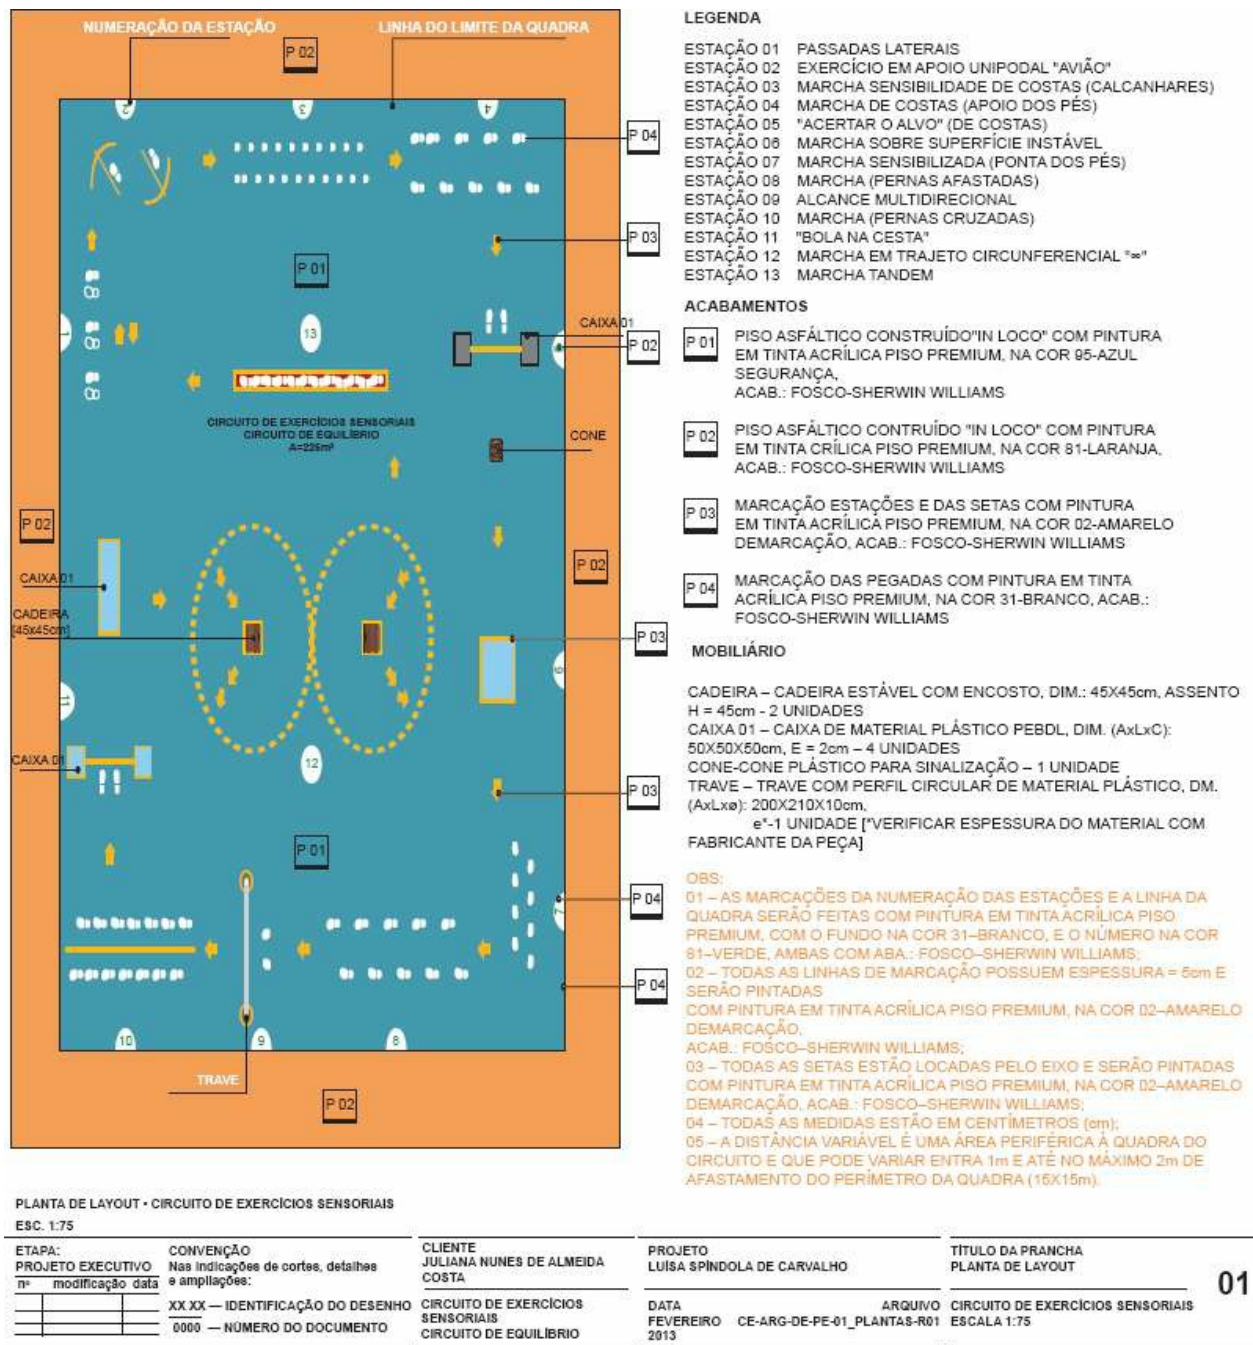 NUMERAÇÃO DA ESTAÇÃO
LINHA DO LIMITE DA QUADRA
P 02
2
3
4
P 04
P 03
P 01
CAIXA 01
1
13
P 02
CIRCUITO DE EXERCÍCIOS SENSORIAIS
CIRCUITO DE EQUILÍBRIO
A=225m²
CONE
P 02
P 02
CAIXA 01
CADEIRA
[45x45cm]
P 03
6
11
CAIXA 01
12
P 03
P 01
P 04
7
P 04
10
9
8
TRAVE
P 02
LEGENDA
ESTAÇÃO 01 PASSADAS LATERAIS
ESTAÇÃO 02 EXERCÍCIO EM APOIO UNIPODAL "AVIÃO"
ESTAÇÃO 03 MARCHA SENSIBILIDADE DE COSTAS (CALCANHARES)
ESTAÇÃO 04 MARCHA DE COSTAS (APOIO DOS PÉS)
ESTAÇÃO 05 "ACERTAR O ALVO" (DE COSTAS)
ESTAÇÃO 06 MARCHA SOBRE SUPERFÍCIE INSTÁVEL
ESTAÇÃO 07 MARCHA SENSIBILIZADA (PONTA DOS PÉS)
ESTAÇÃO 08 MARCHA (PERNAS AFASTADAS)
ESTAÇÃO 09 ALCANCE MULTIDIRECIONAL
ESTAÇÃO 10 MARCHA (PERNAS CRUZADAS)
ESTAÇÃO 11 "BOLA NA CESTA"
ESTAÇÃO 12 MARCHA EM TRAJETO CIRCUNFERENCIAL "∞"
ESTAÇÃO 13 MARCHA TANDEM
ACABAMENTOS
P 01 PISO ASFÁLTICO CONSTRUÍDO"IN LOCO" COM PINTURA
EM TINTA ACRÍLICA PISO PREMIUM, NA COR 95-AZUL
SEGURANÇA,
ACAB.: FOSCO-SHERWIN WILLIAMS
P 02 PISO ASFÁLTICO CONTRUÍDO "IN LOCO" COM PINTURA
EM TINTA CRÍLICA PISO PREMIUM, NA COR 81-LARANJA,
ACAB.: FOSCO-SHERWIN WILLIAMS
P 03 MARCAÇÃO ESTAÇÕES E DAS SETAS COM PINTURA
EM TINTA ACRÍLICA PISO PREMIUM, NA COR 02-AMARELO
DEMARCAÇÃO, ACAB.: FOSCO-SHERWIN WILLIAMS
P 04 MARCAÇÃO DAS PEGADAS COM PINTURA EM TINTA
ACRÍLICA PISO PREMIUM, NA COR 31-BRANCO, ACAB.:
FOSCO-SHERWIN WILLIAMS
MOBILIÁRIO
CADEIRA – CADEIRA ESTÁVEL COM ENCOSTO, DIM.: 45X45cm, ASSENTO
H = 45cm - 2 UNIDADES
CAIXA 01 – CAIXA DE MATERIAL PLÁSTICO PEBDL, DIM. (AxLxC):
50X50X50cm, E = 2cm – 4 UNIDADES
CONE-CONE PLÁSTICO PARA SINALIZAÇÃO – 1 UNIDADE
TRAVE – TRAVE COM PERFIL CIRCULAR DE MATERIAL PLÁSTICO, DM.
(AxLxø): 200X210X10cm,
e*-1 UNIDADE [*VERIFICAR ESPESSURA DO MATERIAL COM
FABRICANTE DA PEÇA]
OBS:
01 – AS MARCAÇÕES DA NUMERAÇÃO DAS ESTAÇÕES E A LINHA DA
QUADRA SERÃO FEITAS COM PINTURA EM TINTA ACRÍLICA PISO
PREMIUM, COM O FUNDO NA COR 31–BRANCO, E O NÚMERO NA COR
81–VERDE, AMBAS COM ABA.: FOSCO–SHERWIN WILLIAMS;
02 – TODAS AS LINHAS DE MARCAÇÃO POSSUEM ESPESSURA = 5cm E
SERÃO PINTADAS
COM PINTURA EM TINTA ACRÍLICA PISO PREMIUM, NA COR 02–AMARELO
DEMARCAÇÃO,
ACAB.: FOSCO–SHERWIN WILLIAMS;
03 – TODAS AS SETAS ESTÃO LOCADAS PELO EIXO E SERÃO PINTADAS
COM PINTURA EM TINTA ACRÍLICA PISO PREMIUM, NA COR 02–AMARELO
DEMARCAÇÃO, ACAB.: FOSCO–SHERWIN WILLIAMS;
04 – TODAS AS MEDIDAS ESTÃO EM CENTÍMETROS (cm);
05 – A DISTÂNCIA VARIÁVEL É UMA ÁREA PERIFÉRICA À QUADRA DO
CIRCUITO E QUE PODE VARIAR ENTRA 1m E ATÉ NO MÁXIMO 2m DE
AFASTAMENTO DO PERÍMETRO DA QUADRA (15X15m).
PLANTA DE LAYOUT • CIRCUITO DE EXERCÍCIOS SENSORIAIS
ESC. 1:75
ETAPA:
PROJETO EXECUTIVO
nº modificação data
CONVENÇÃO
Nas indicações de cortes, detalhes
e ampliações:
XX XX — IDENTIFICAÇÃO DO DESENHO
0000 — NÚMERO DO DOCUMENTO
CLIENTE
JULIANA NUNES DE ALMEIDA
COSTA
CIRCUITO DE EXERCÍCIOS
SENSORIAIS
CIRCUITO DE EQUILÍBRIO
PROJETO
LUÍSA SPÍNDOLA DE CARVALHO
DATA
FEVEREIRO
2013
ARQUIVO
CE-ARG-DE-PE-01_PLANTAS-R01
TÍTULO DA PRANCHA
PLANTA DE LAYOUT
CIRCUITO DE EXERCÍCIOS SENSORIAIS
ESCALA 1:75
01